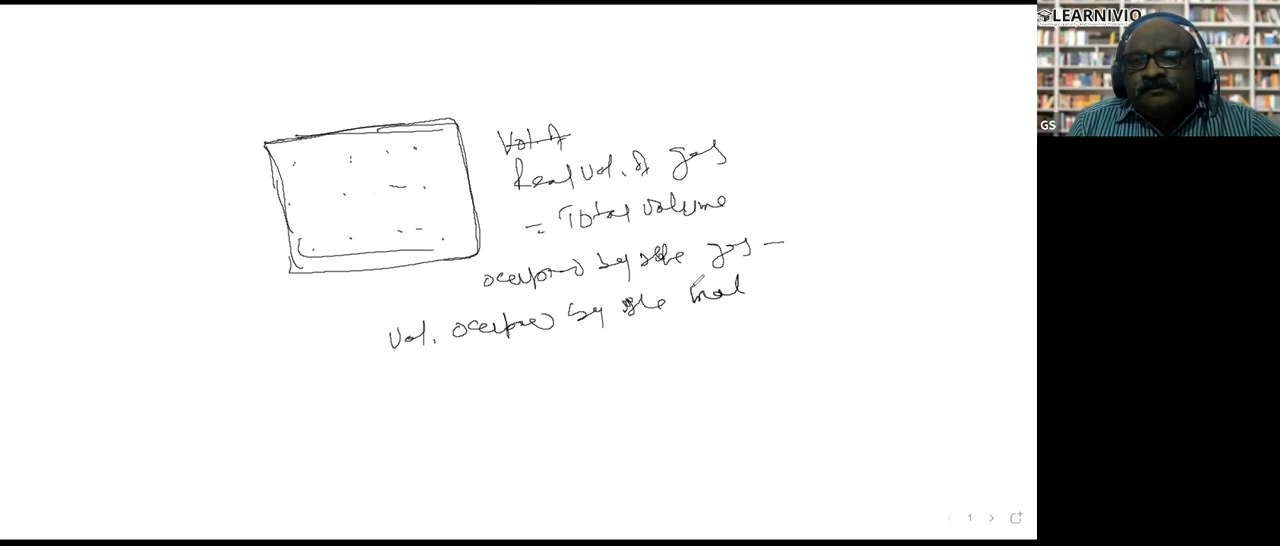 LEARNIVIO
GS
Vol. of
Real Vol. of gas
= Total volume
occupied by the gas –
Vol. occupied by the mol
1